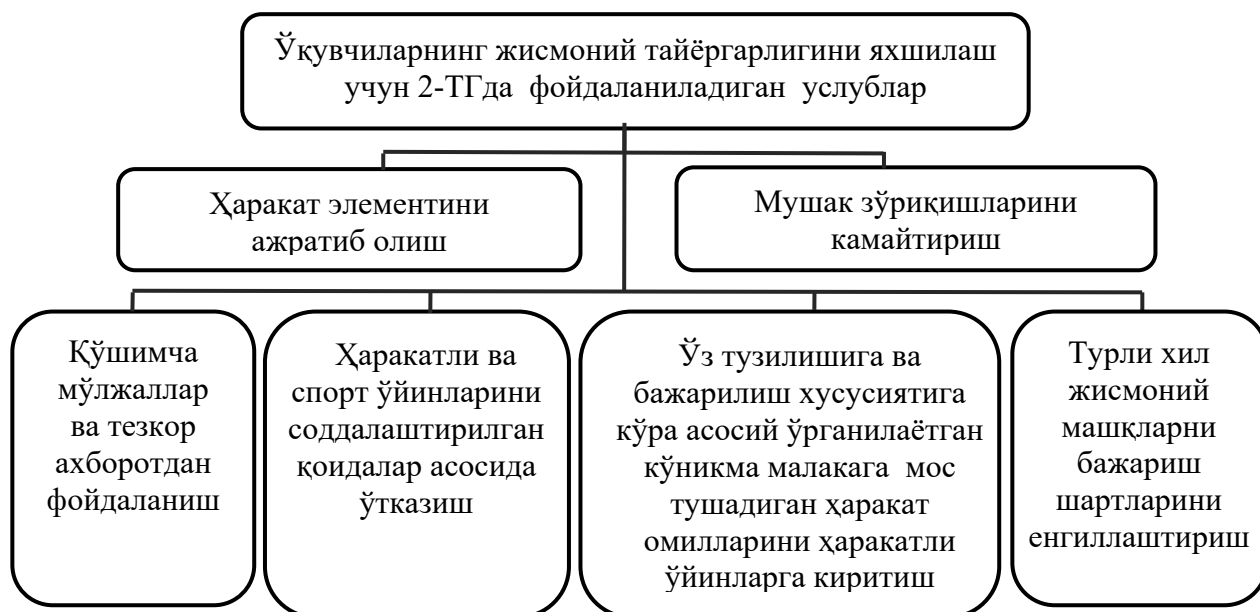 Ўқувчиларнинг жисмоний тайёргарлигини яхшилаш
учун 2-ТГда фойдаланиладиган услублар
Ҳаракат элементини
ажратиб олиш
Мушак зўриқишларини
камайтириш
Қўшимча
мўлжаллар
ва тезкор
ахборотдан
фойдаланиш
Ҳаракатли ва
спорт ўйинларини
соддалаштирилган
қоидалар асосида
ўтказиш
Ўз тузилишига ва
бажарилиш хусусиятига
кўра асосий ўрганилаётган
кўникма малакага мос
тушадиган ҳаракат
омилларини ҳаракатли
ўйинларга киритиш
Турли хил
жисмоний
машқларни
бажариш
шартларини
енгиллаштириш